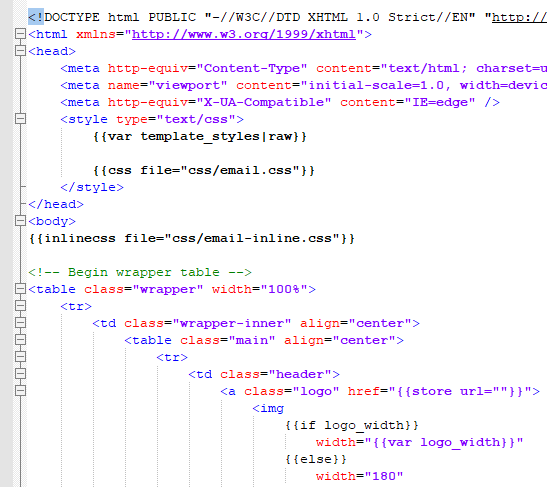 <!DOCTYPE html PUBLIC "-//W3C//DTD XHTML 1.0 Strict//EN" "http://
<html xmlns="http://www.w3.org/1999/xhtml">
<head>
<meta http-equiv="Content-Type" content="text/html; charset=u
<meta name="viewport" content="initial-scale=1.0, width=devic
<meta http-equiv="X-UA-Compatible" content="IE=edge" />
<style type="text/css">
{{var template_styles|raw}}
{{css file="css/email.css"}}
</style>
</head>
<body>
{{inlinecss file="css/email-inline.css"}}
<!-- Begin wrapper table -->
<table class="wrapper" width="100%">
<tr>
<td class="wrapper-inner" align="center">
<table class="main" align="center">
<tr>
<td class="header">
<a class="logo" href="{{store url=""}}">
<img
{{if logo_width}}
width="{{var logo_width}}"
{{else}}
width="180"